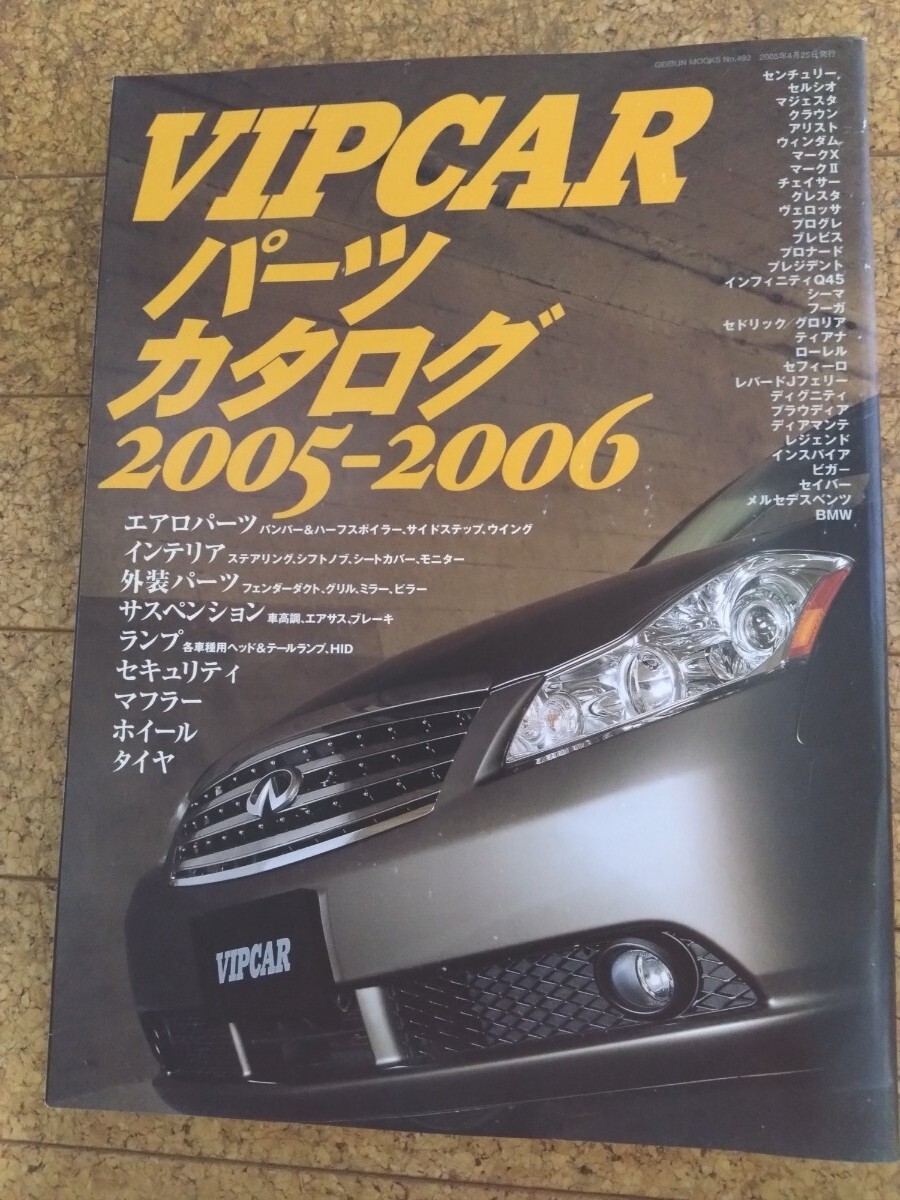 GEIBUN MOOKS No.492 2005年4月25日発行
VIPCAR
パーツ
カタログ
2005-2006
センチュリー
セルシオ
マジェスタ
クラウン
アリスト
ウィンダム
マークX
マークⅡ
チェイサー
クレスタ
ヴェロッサ
プログレ
ブレビス
プロナード
プレジデント
インフィニティQ45
シーマ
フーガ
セドリック/グロリア
ティアナ
ローレル
セフィーロ
レパードJフェリー
ディグニティ
プラウディア
ディアマンテ
レジェンド
インスパイア
ビガー
セイバー
メルセデスベンツ
BMW
エアロパーツ バンパー&ハーフスポイラー、サイドステップ、ウイング
インテリア ステアリング、シフトノブ、シートカバー、モニター
外装パーツ フェンダーダクト、グリル、ミラー、ピラー
サスペンション 車高調、エアサス、ブレーキ
ランプ 各車種用ヘッド&テールランプ、HID
セキュリティ
マフラー
ホイール
タイヤ
VIPCAR